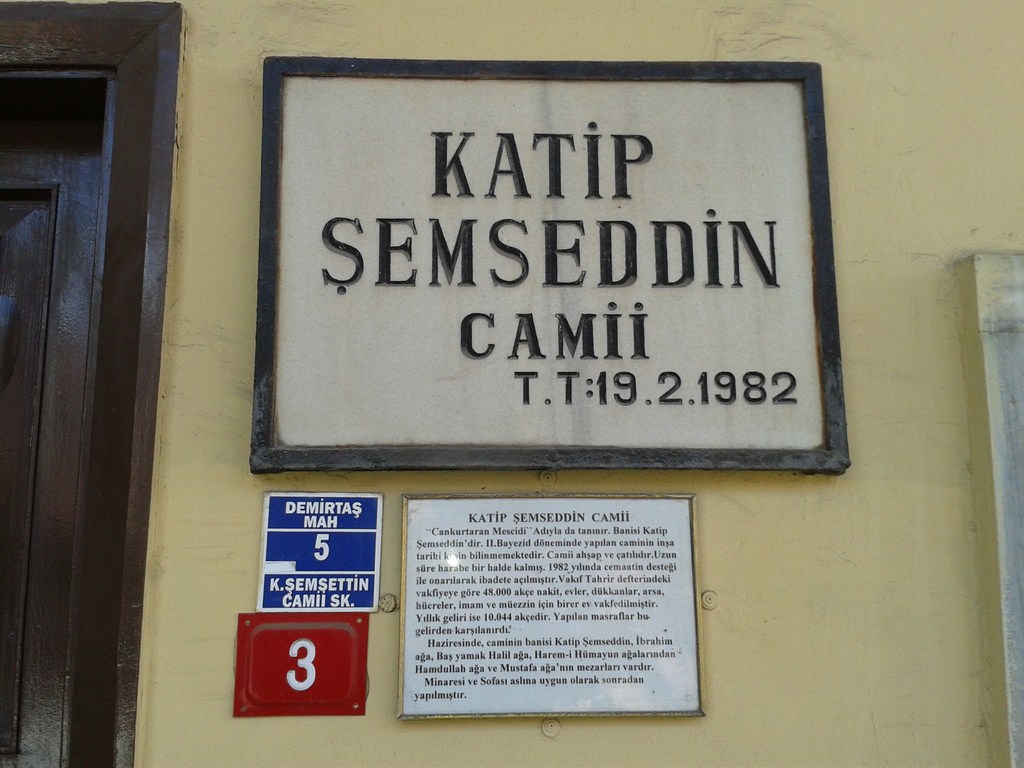 KATİP
ŞEMSEDDİN
CAMİİ
T.T:19.2.1982
DEMİRTAŞ
MAH
5
K.ŞEMŞETTİN
CAMİİ SK.
3
KATİP ŞEMSEDDİN CAMİİ
"Cankurtaran Mescidi" Adıyla da tanınır. Banisi Katip
Şemseddin'dir. II.Bayezid döneminde yapılan caminin inşa
tarihi kesin bilinmemektedir. Camii ahşap ve çatılıdır.Uzun
süre harabe bir halde kalmış. 1982 yılında cemaatin desteği
ile onarılarak ibadete açılmıştır.Vakıf Tahrir defterindeki
vakfiyeye göre 48.000 akçe nakit, evler, dükkanlar, arsa,
hücreler, imam ve müezzin için birer ev vakfedilmiştir.
Yıllık geliri ise 10.044 akçedir. Yapılan masraflar bu
gelirden karşılanırdı.
Haziresinde, caminin banisi Katip Şemseddin, İbrahim
ağa, Baş yamak Halil ağa, Harem-i Hümayun ağalarından
Hamdullah ağa ve Mustafa ağa'nın mezarları vardır.
Minaresi ve Sofası aslına uygun olarak sonradan
yapılmıştır.